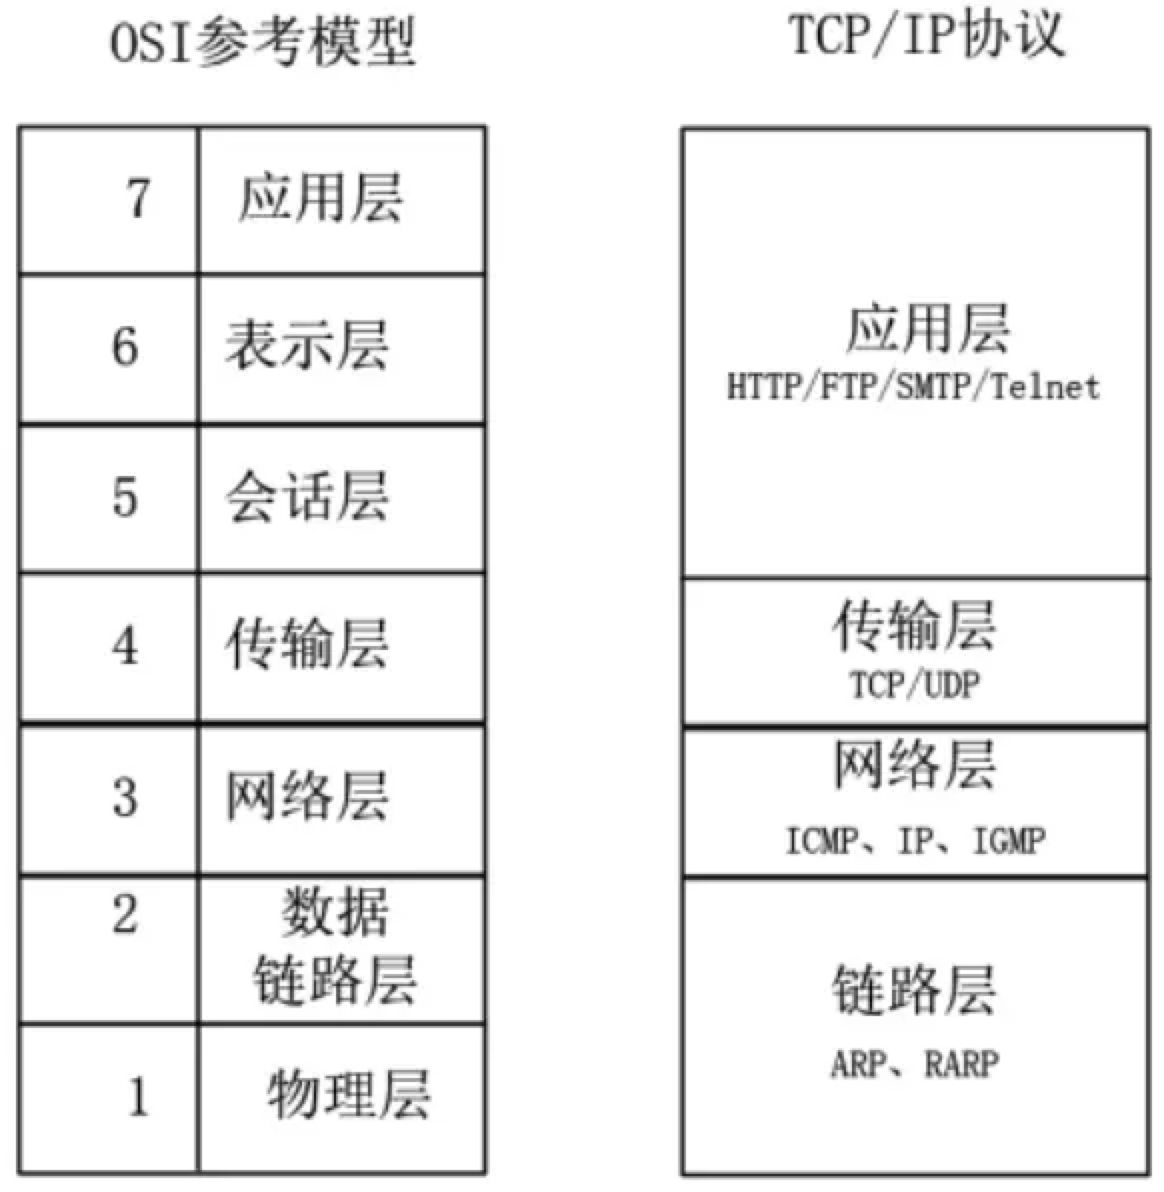 OSI参考模型
7 应用层
6 表示层
5 会话层
4 传输层
3 网络层
2 数据
链路层
1 物理层
TCP/IP协议
应用层
HTTP/FTP/SMTP/Telnet
传输层
TCP/UDP
网络层
ICMP、IP、IGMP
链路层
ARP、RARP